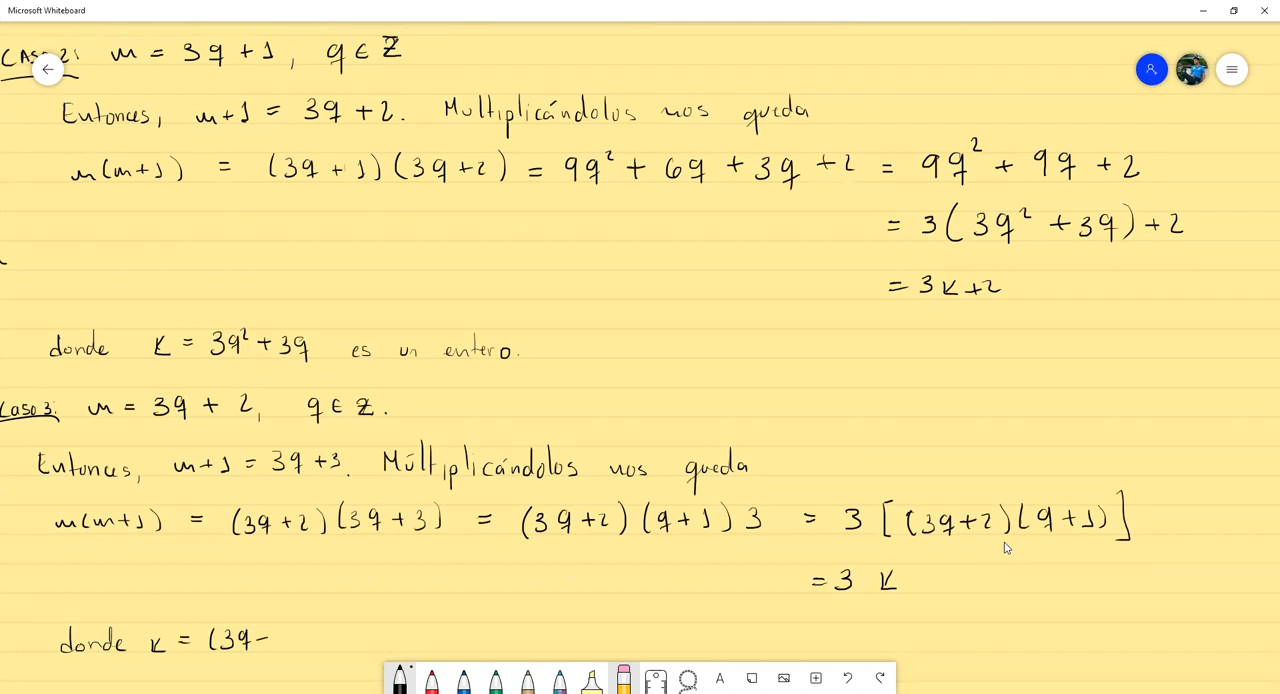 Microsoft Whiteboard
Caso 2: m = 3q + 1, q ∈ ℤ
Entonces, m+1 = 3q + 2. Multiplicándolos nos queda
m(m+1) = (3q + 1)(3q + 2) = 9q² + 6q + 3q + 2 = 9q² + 9q + 2
= 3(3q² + 3q) + 2
= 3K + 2
donde K = 3q² + 3q es un entero.
Caso 3: m = 3q + 2, q ∈ ℤ.
Entonces, m+1 = 3q + 3. Múltiplicándolos nos queda
m(m+1) = (3q + 2)(3q + 3) = (3q + 2)(q + 1)3 = 3[(3q + 2)(q + 1)]
= 3 K
donde K = (3q -